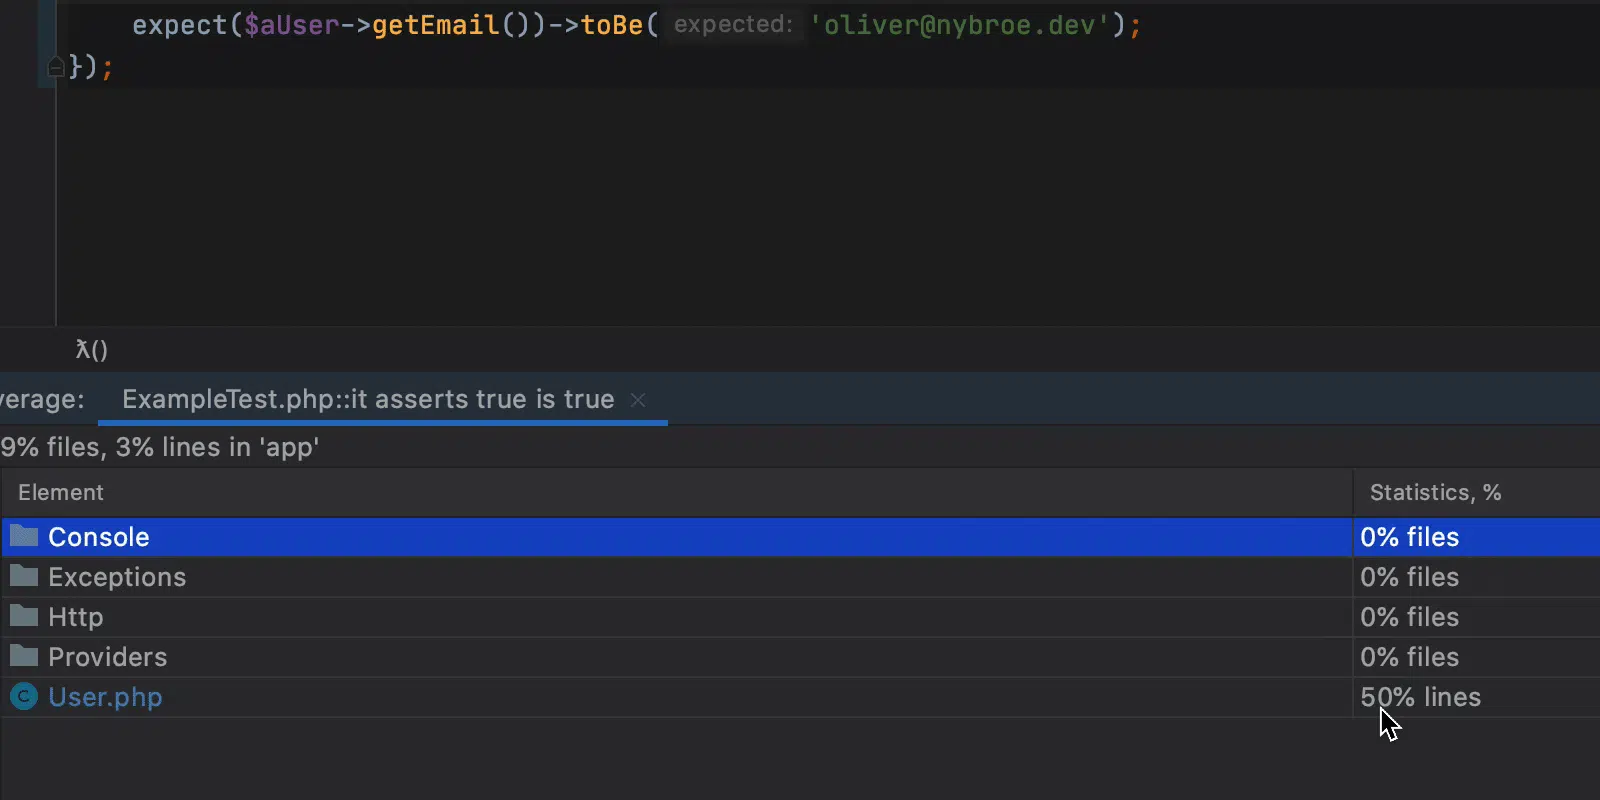 expect($aUser->getEmail())->toBe( expected: 'oliver@nybroe.dev');
});
ƛ()
verage: ExampleTest.php::it asserts true is true ×
9% files, 3% lines in 'app'
Element Statistics, %
Console 0% files
Exceptions 0% files
Http 0% files
Providers 0% files
C User.php 50% lines